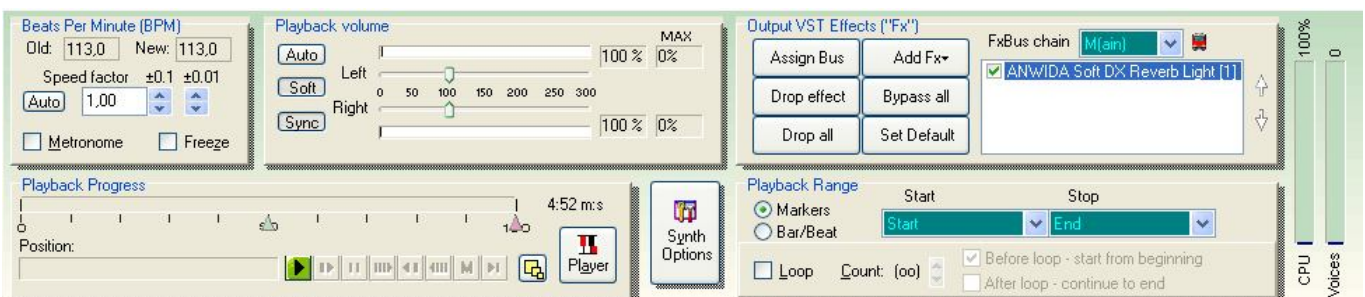 Beats Per Minute (BPM)
Old: 113,0 New: 113,0
Speed factor ±0.1 ±0.01
Auto 1,00
Metronome Freeze
Playback volume
MAX
Auto 100 % 0%
Left
Soft 0 50 100 150 200 250 300
Right
Sync 100 % 0%
Output VST Effects ("Fx")
Assign Bus Add Fx
Drop effect Bypass all
Drop all Set Default
FxBus chain M(ain)
ANWIDA Soft DX Reverb Light [1]
100%
0
CPU
Voices
Playback Progress
4:52 m:s
0 50 100
Position:
M
Player
Synth
Options
Playback Range
Start Stop
Markers
Start End
Bar/Beat
Loop Count: (oo)
Before loop - start from beginning
After loop - continue to end